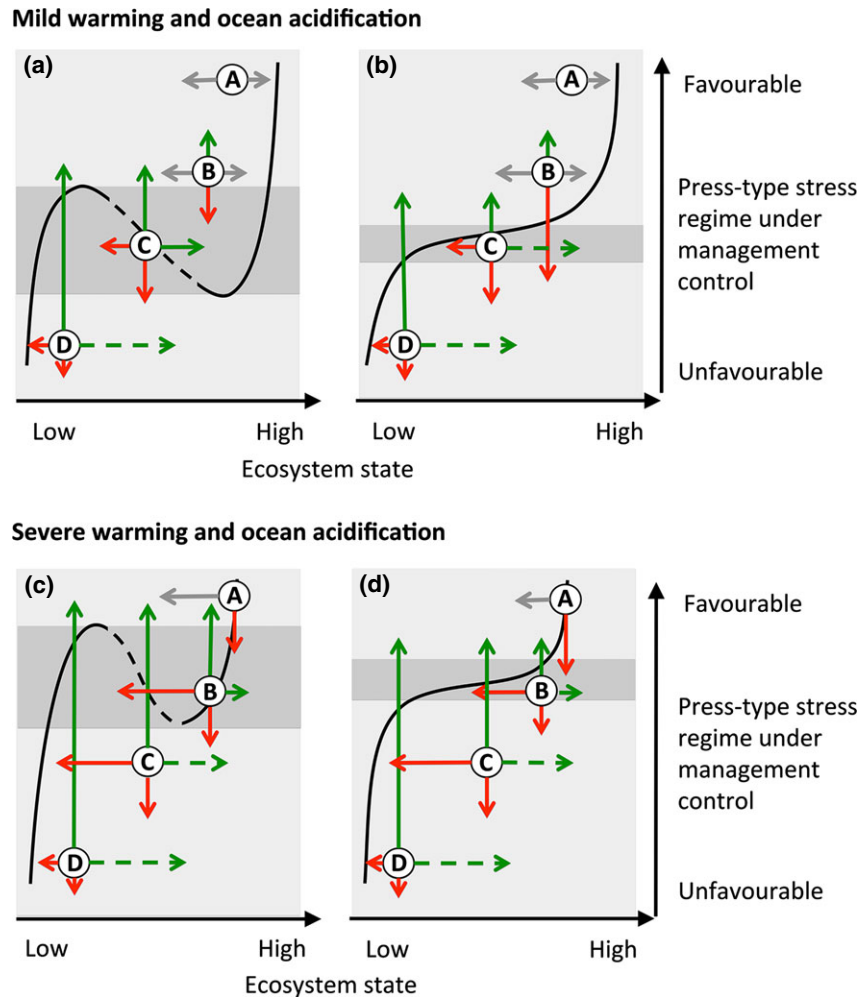 Mild warming and ocean acidification
(a)
A
B
C
D
(b)
A
B
C
D
Favourable
Press-type stress
regime under
management
control
Unfavourable
Low
High
Low
High
Ecosystem state
Severe warming and ocean acidification
(c)
A
B
C
D
(d)
A
B
C
D
Favourable
Press-type stress
regime under
management
control
Unfavourable
Low
High
Low
High
Ecosystem state